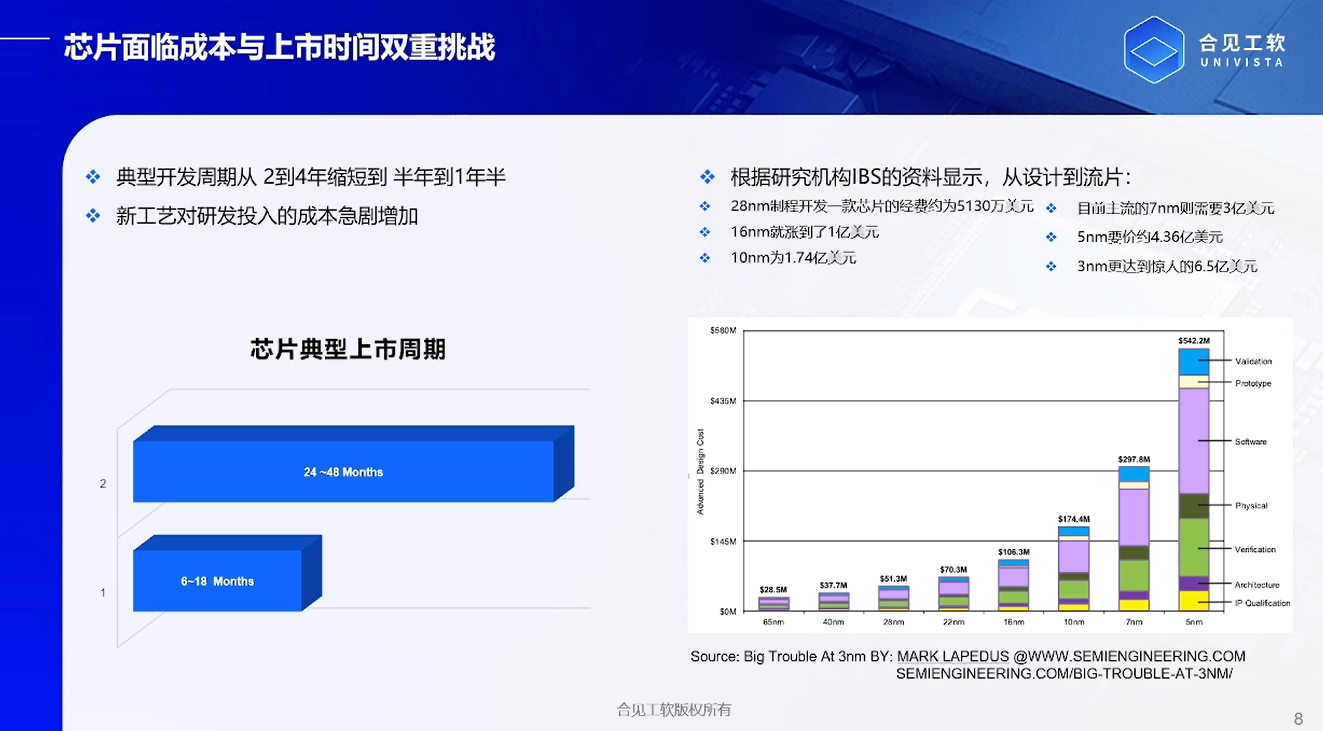 芯片面临成本与上市时间双重挑战
合见工软
UNIVISTA
典型开发周期从 2到4年缩短到 半年到1年半
新工艺对研发投入的成本急剧增加
根据研究机构IBS的资料显示，从设计到流片：
28nm制程开发一款芯片的经费约为5130万美元
16nm就涨到了1亿美元
10nm为1.74亿美元
目前主流的7nm则需要3亿美元
5nm要价约4.36亿美元
3nm更达到惊人的6.5亿美元
芯片典型上市周期
2
24 ~48 Months
1
6~18 Months
Advanced Design Cost
$580M
$435M
$290M
$145M
$0M
$28.5M
$37.7M
$51.3M
$70.3M
$106.3M
$174.4M
$297.8M
$542.2M
65nm
40nm
28nm
22nm
16nm
10nm
7nm
5nm
Validation
Prototype
Software
Physical
Verification
Architecture
IP Qualification
Source: Big Trouble At 3nm BY: MARK LAPEDUS @WWW.SEMIENGINEERING.COM
SEMIENGINEERING.COM/BIG-TROUBLE-AT-3NM/
合见工软版权所有
8